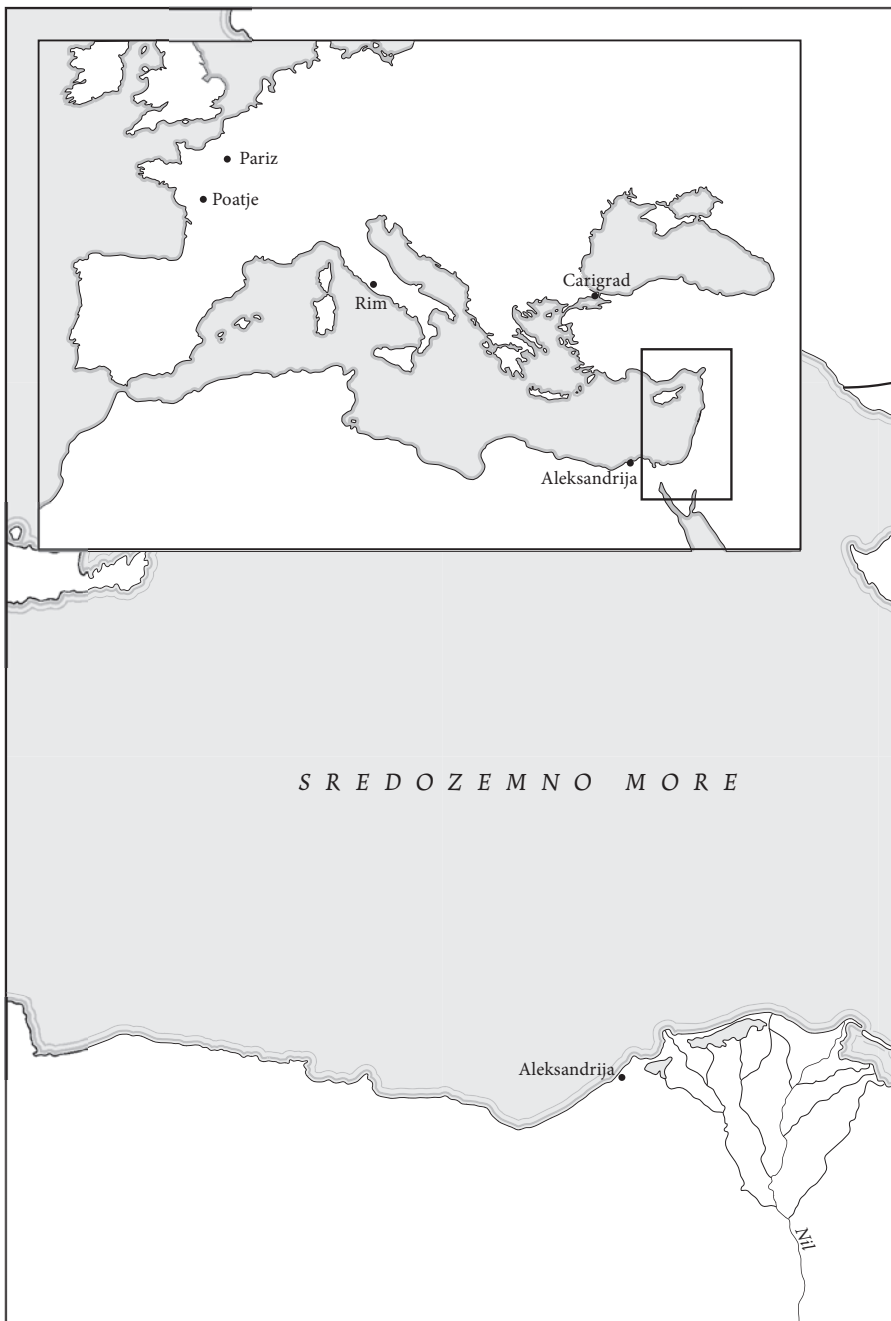 Pariz
Poatje
Carigrad
Rim
Aleksandrija
SREDOZEMNO MORE
Aleksandrija
Nil